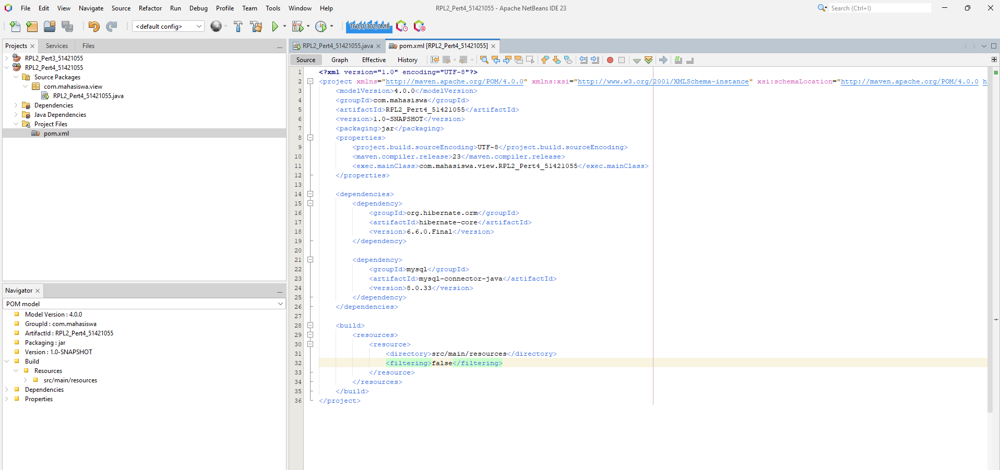 File Edit View Navigate Source Refactor Run Debug Profile Team Tools Window Help
RPL2_Pert4_51421055 - Apache NetBeans IDE 23
Search (Ctrl+I)
<default config>
160,0/302,0MB
Projects Services Files
RPL2_Pert3_51421055
RPL2_Pert4_51421055
Source Packages
com.mahasiswa.view
RPL2_Pert4_51421055.java
Dependencies
Java Dependencies
Project Files
pom.xml
Navigator
POM model
Model Version : 4.0.0
GroupId : com.mahasiswa
ArtifactId : RPL2_Pert4_51421055
Packaging : jar
Version : 1.0-SNAPSHOT
Build
Resources
src/main/resources
Dependencies
Properties
RPL2_Pert4_51421055.java pom.xml [RPL2_Pert4_51421055]
Source Graph Effective History
1 <?xml version="1.0" encoding="UTF-8"?>
2 <project xmlns="http://maven.apache.org/POM/4.0.0" xmlns:xsi="http://www.w3.org/2001/XMLSchema-instance" xsi:schemaLocation="http://maven.apache.org/POM/4.0.0 h
3 <modelVersion>4.0.0</modelVersion>
4 <groupId>com.mahasiswa</groupId>
5 <artifactId>RPL2_Pert4_51421055</artifactId>
6 <version>1.0-SNAPSHOT</version>
7 <packaging>jar</packaging>
8 <properties>
9 <project.build.sourceEncoding>UTF-8</project.build.sourceEncoding>
10 <maven.compiler.release>23</maven.compiler.release>
11 <exec.mainClass>com.mahasiswa.view.RPL2_Pert4_51421055</exec.mainClass>
12 </properties>
13
14 <dependencies>
15 <dependency>
16 <groupId>org.hibernate.orm</groupId>
17 <artifactId>hibernate-core</artifactId>
18 <version>6.6.0.Final</version>
19 </dependency>
20
21 <dependency>
22 <groupId>mysql</groupId>
23 <artifactId>mysql-connector-java</artifactId>
24 <version>8.0.33</version>
25 </dependency>
26 </dependencies>
27
28 <build>
29 <resources>
30 <resource>
31 <directory>src/main/resources</directory>
32 <filtering>false</filtering>
33 </resource>
34 </resources>
35 </build>
36 </project>